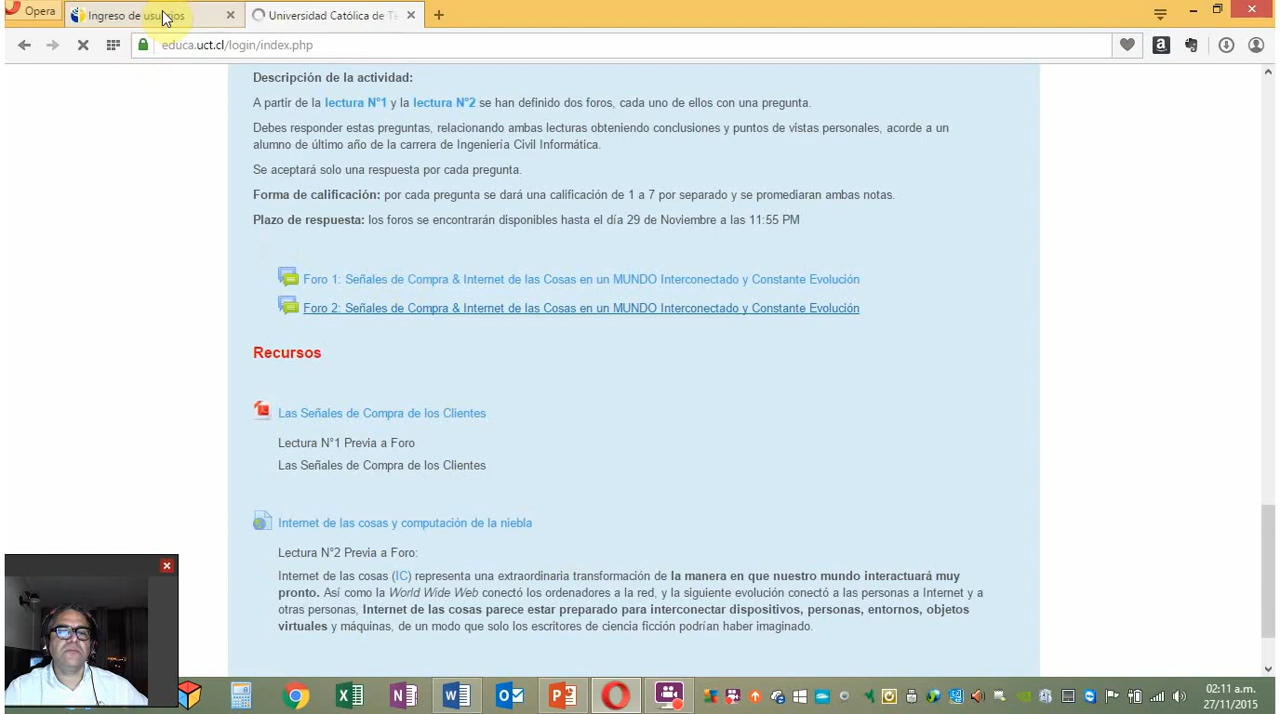 Opera
Ingreso de usuarios
Universidad Católica de Te
educa.uct.cl/login/index.php
Descripción de la actividad:
A partir de la lectura N°1 y la lectura N°2 se han definido dos foros, cada uno de ellos con una pregunta.
Debes responder estas preguntas, relacionando ambas lecturas obteniendo conclusiones y puntos de vistas personales, acorde a un
alumno de último año de la carrera de Ingeniería Civil Informática.
Se aceptará solo una respuesta por cada pregunta.
Forma de calificación: por cada pregunta se dará una calificación de 1 a 7 por separado y se promediaran ambas notas.
Plazo de respuesta: los foros se encontrarán disponibles hasta el día 29 de Noviembre a las 11:55 PM
Foro 1: Señales de Compra & Internet de las Cosas en un MUNDO Interconectado y Constante Evolución
Foro 2: Señales de Compra & Internet de las Cosas en un MUNDO Interconectado y Constante Evolución
Recursos
Las Señales de Compra de los Clientes
Lectura N°1 Previa a Foro
Las Señales de Compra de los Clientes
Internet de las cosas y computación de la niebla
Lectura N°2 Previa a Foro:
Internet de las cosas (IC) representa una extraordinaria transformación de la manera en que nuestro mundo interactuará muy
pronto. Así como la World Wide Web conectó los ordenadores a la red, y la siguiente evolución conectó a las personas a Internet y a
otras personas, Internet de las cosas parece estar preparado para interconectar dispositivos, personas, entornos, objetos
virtuales y máquinas, de un modo que solo los escritores de ciencia ficción podrían haber imaginado.
02:11 a.m.
27/11/2015